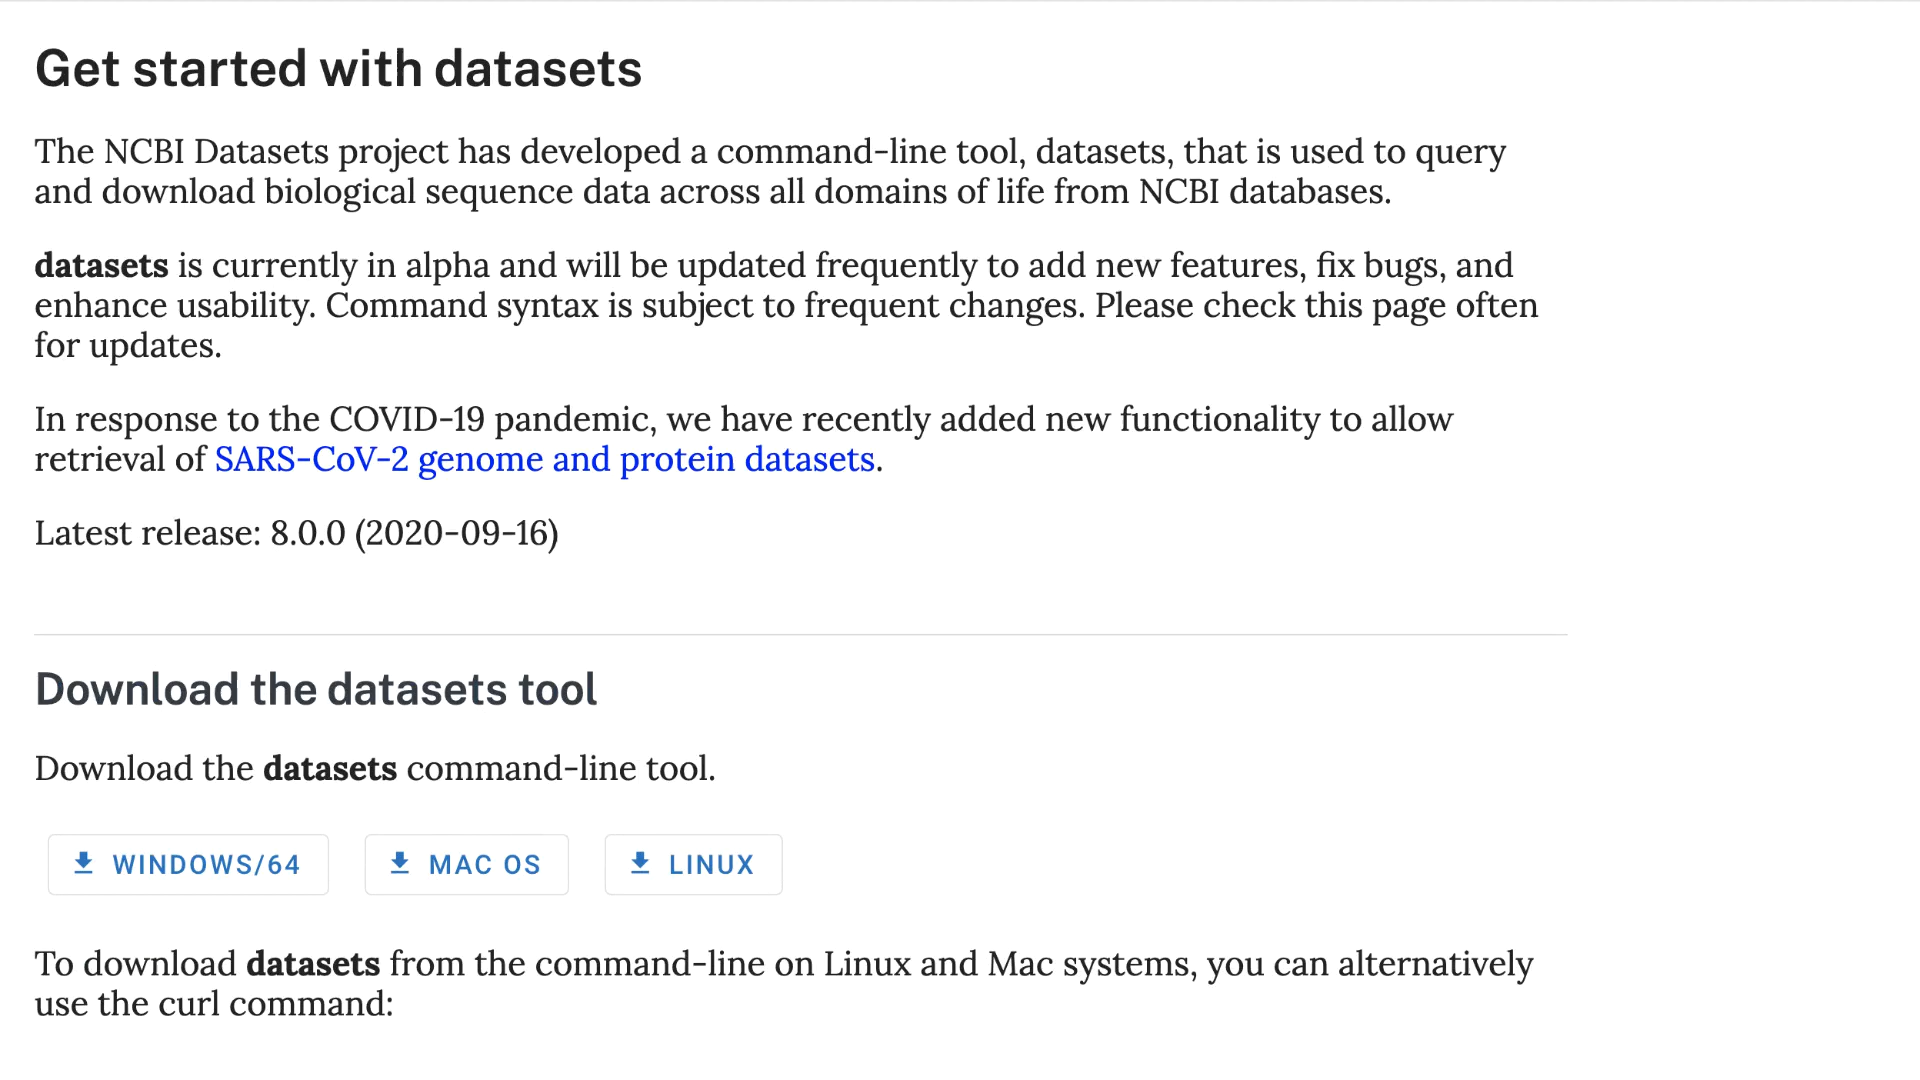 Get started with datasets
The NCBI Datasets project has developed a command-line tool, datasets, that is used to query
and download biological sequence data across all domains of life from NCBI databases.
datasets is currently in alpha and will be updated frequently to add new features, fix bugs, and
enhance usability. Command syntax is subject to frequent changes. Please check this page often
for updates.
In response to the COVID-19 pandemic, we have recently added new functionality to allow
retrieval of SARS-CoV-2 genome and protein datasets.
Latest release: 8.0.0 (2020-09-16)
Download the datasets tool
Download the datasets command-line tool.
WINDOWS/64 MAC OS LINUX
To download datasets from the command-line on Linux and Mac systems, you can alternatively
use the curl command: